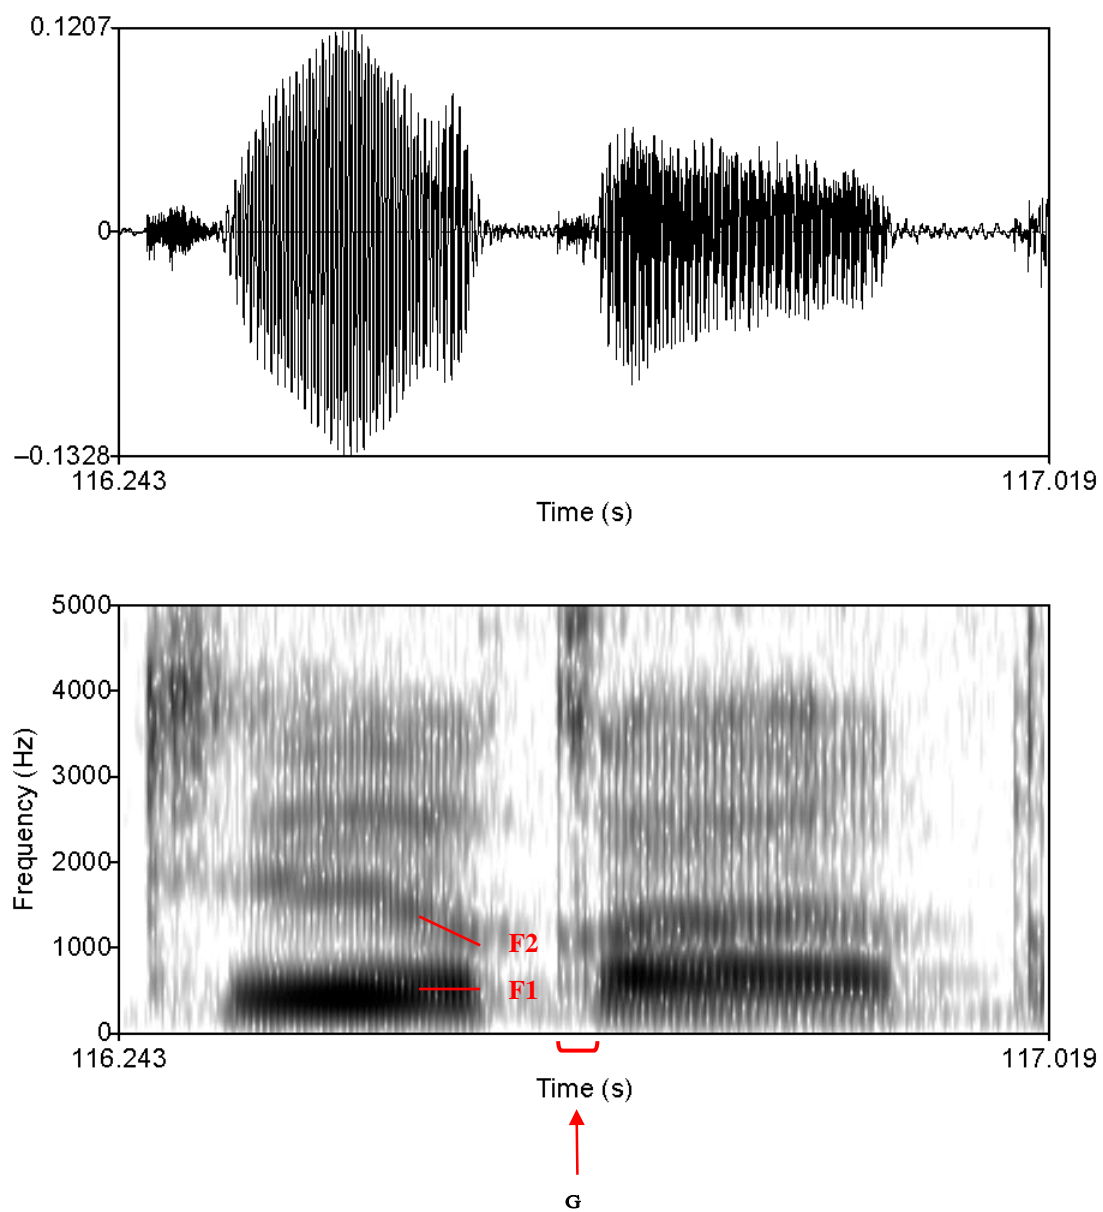 0.1207
0
−0.1328
116.243 117.019
Time (s)
5000
4000
3000
2000
1000
0
Frequency (Hz)
F2
F1
116.243 117.019
Time (s)
G